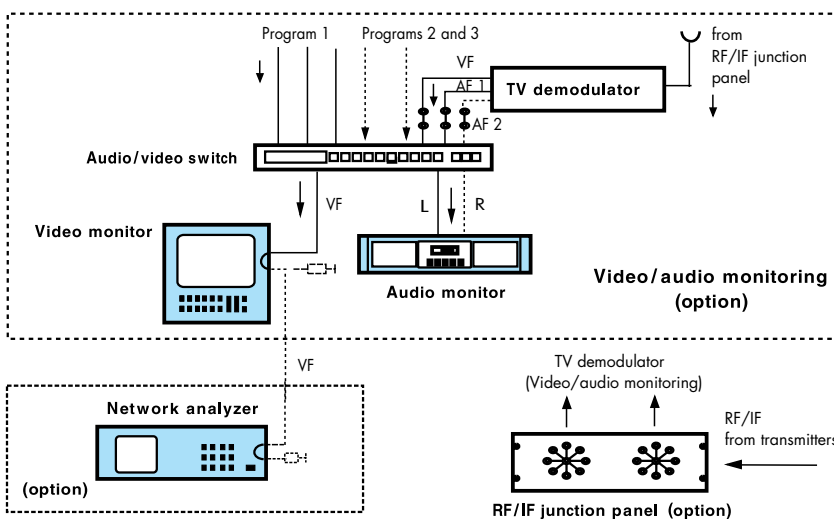 Program 1
Programs 2 and 3
from
RF/IF junction
panel
VF
AF 1
TV demodulator
AF 2
Audio/video switch
VF
L
R
Video monitor
Audio monitor
Video/audio monitoring
(option)
VF
TV demodulator
(Video/audio monitoring)
Network analyzer
RF/IF
from transmitters
(option)
RF/IF junction panel (option)